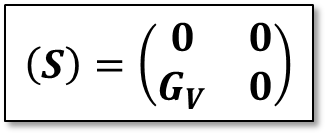 (S) = ( 0 0
G_V 0 )